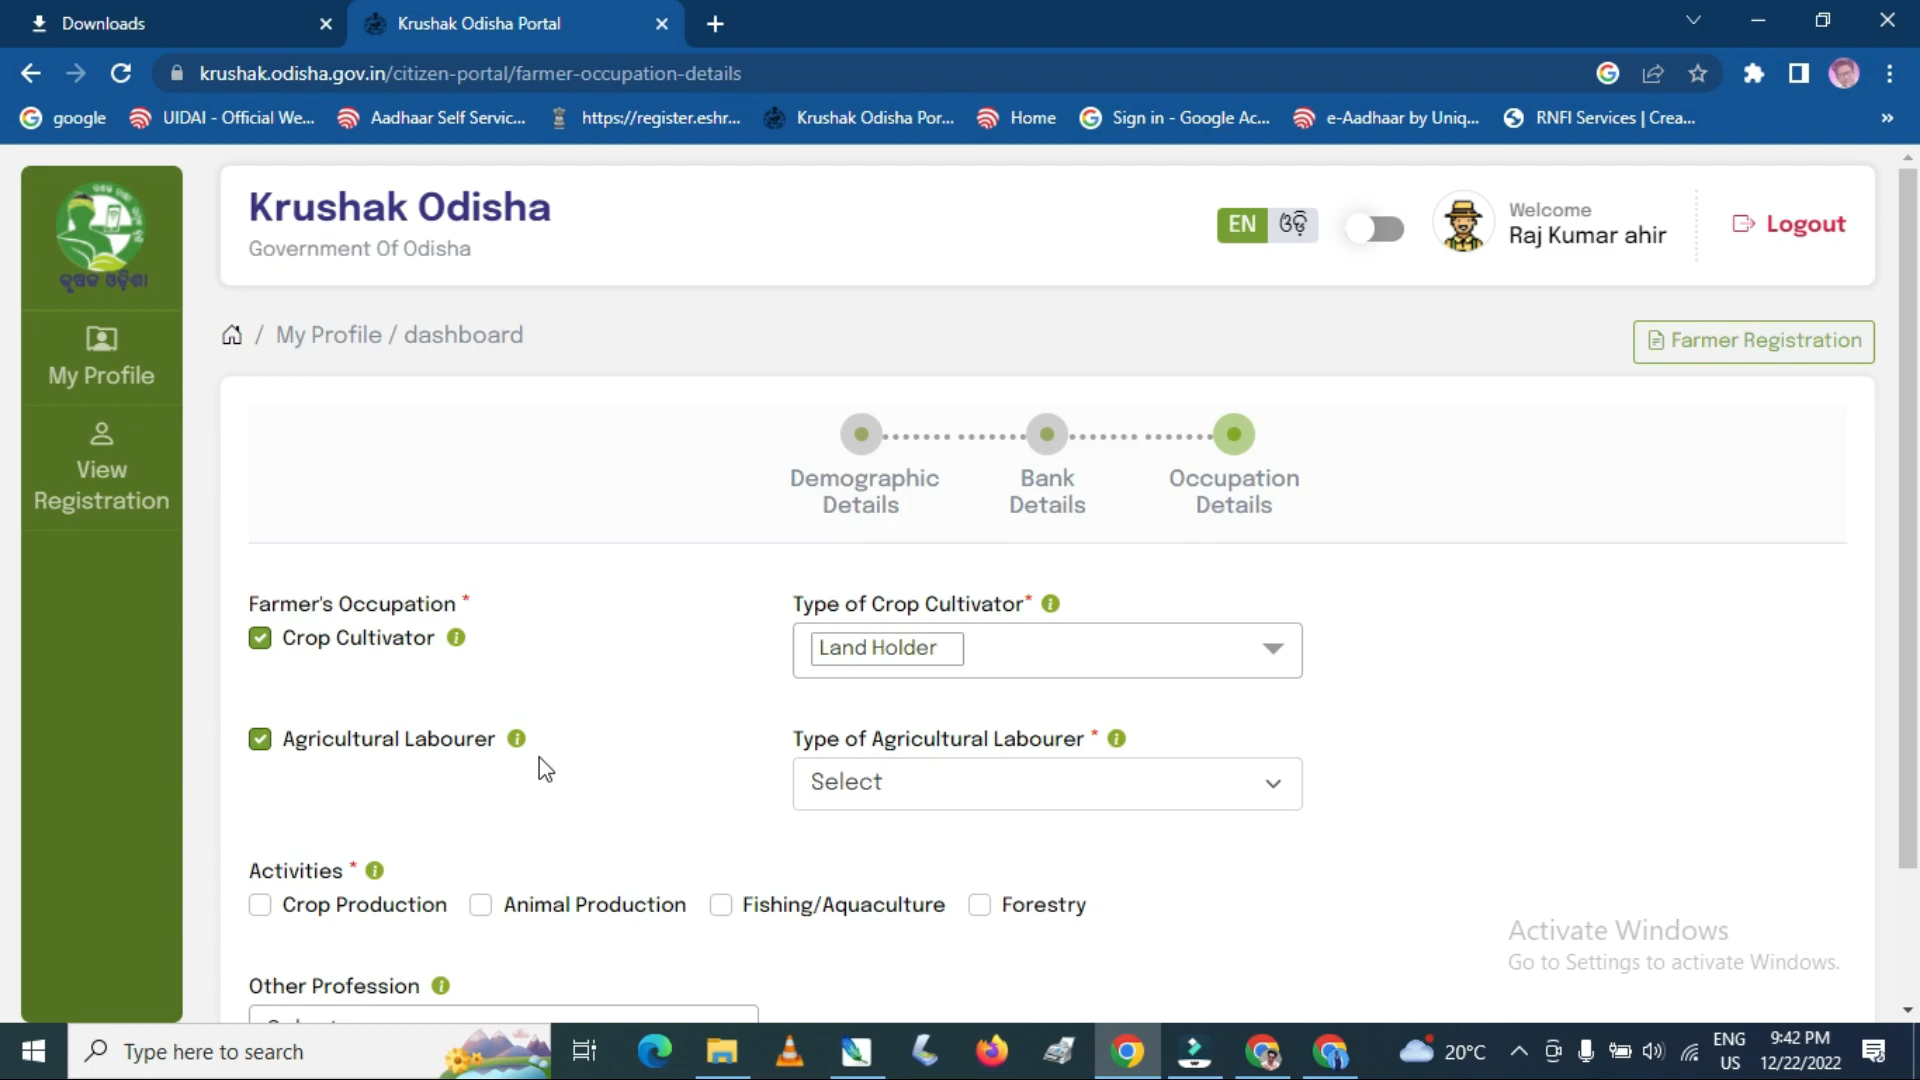 Downloads
Krushak Odisha Portal
krushak.odisha.gov.in/citizen-portal/farmer-occupation-details
google
UIDAI - Official We...
Aadhaar Self Servic...
https://register.eshr...
Krushak Odisha Por...
Home
Sign in - Google Ac...
e-Aadhaar by Uniq...
RNFI Services | Crea...
»
Krushak Odisha
Government Of Odisha
EN ଓଡ଼ି
Welcome
Raj Kumar ahir
Logout
କୃଷକ ଓଡ଼ିଶା
/ My Profile / dashboard
Farmer Registration
My Profile
View
Registration
Demographic
Details
Bank
Details
Occupation
Details
Farmer's Occupation *
Crop Cultivator
Type of Crop Cultivator*
Land Holder
Agricultural Labourer
Type of Agricultural Labourer *
Select
Activities *
Crop Production
Animal Production
Fishing/Aquaculture
Forestry
Other Profession
Activate Windows
Go to Settings to activate Windows.
Type here to search
20°C
ENG
US
9:42 PM
12/22/2022